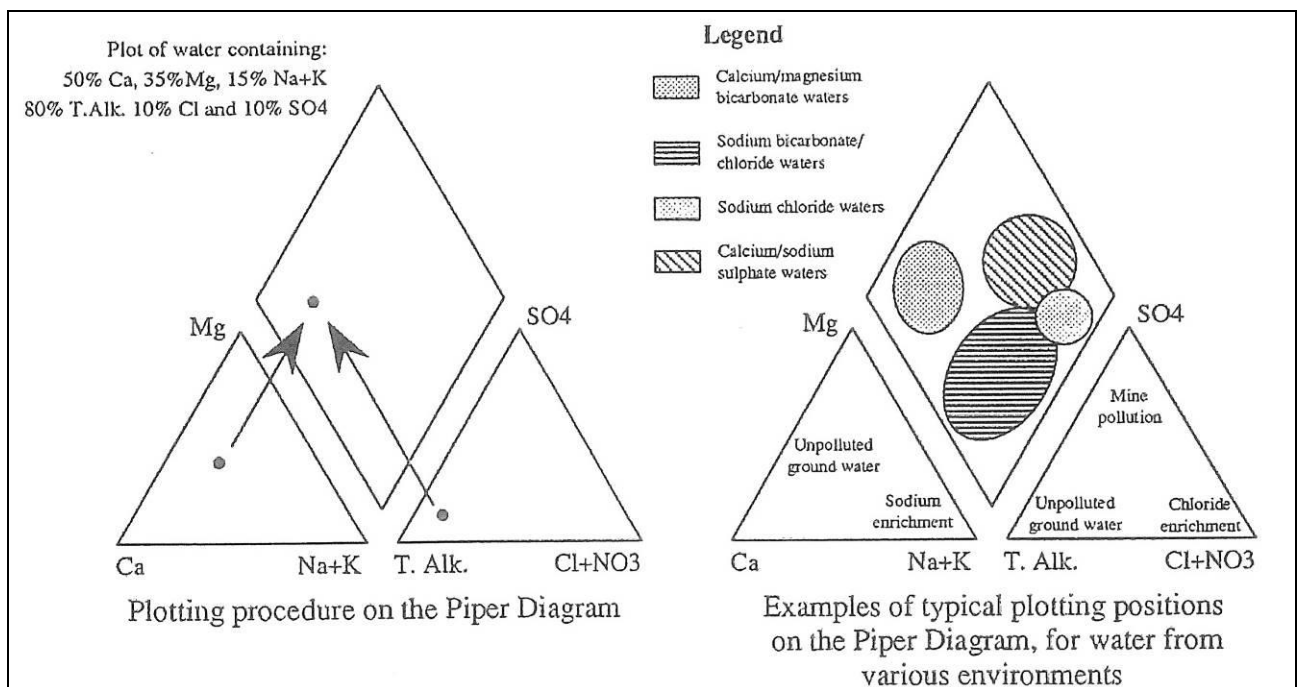 Plot of water containing:
50% Ca, 35%Mg, 15% Na+K
80% T.Alk. 10% Cl and 10% SO4
Mg
SO4
Ca
Na+K
T. Alk.
Cl+NO3
Plotting procedure on the Piper Diagram
Legend
Calcium/magnesium
bicarbonate waters
Sodium bicarbonate/
chloride waters
Sodium chloride waters
Calcium/sodium
sulphate waters
Mg
SO4
Mine
pollution
Unpolluted
ground water
Sodium
enrichment
Unpolluted
ground water
Chloride
enrichment
Ca
Na+K
T. Alk.
Cl+NO3
Examples of typical plotting positions
on the Piper Diagram, for water from
various environments